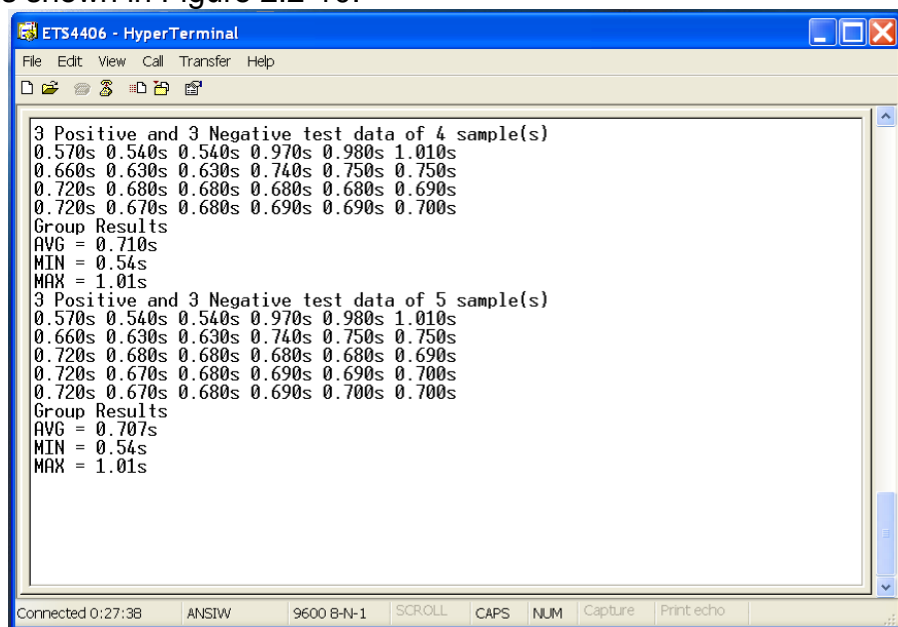 s shown in Figure 2.2-10.
ETS4406 - HyperTerminal
File Edit View Call Transfer Help
3 Positive and 3 Negative test data of 4 sample(s)
0.570s 0.540s 0.540s 0.970s 0.980s 1.010s
0.660s 0.630s 0.630s 0.740s 0.750s 0.750s
0.720s 0.680s 0.680s 0.680s 0.680s 0.690s
0.720s 0.670s 0.680s 0.690s 0.690s 0.700s
Group Results
AVG = 0.710s
MIN = 0.54s
MAX = 1.01s
3 Positive and 3 Negative test data of 5 sample(s)
0.570s 0.540s 0.540s 0.970s 0.980s 1.010s
0.660s 0.630s 0.630s 0.740s 0.750s 0.750s
0.720s 0.680s 0.680s 0.680s 0.680s 0.690s
0.720s 0.670s 0.680s 0.690s 0.690s 0.700s
0.720s 0.670s 0.680s 0.690s 0.700s 0.700s
Group Results
AVG = 0.707s
MIN = 0.54s
MAX = 1.01s
Connected 0:27:38 ANSIW 9600 8-N-1 SCROLL CAPS NUM Capture Print echo